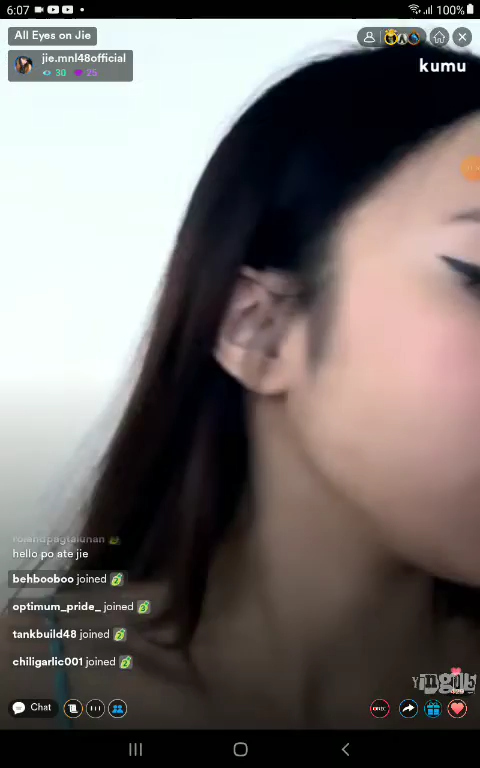 6:07
100%
All Eyes on Jie
jie.mnl48official
30 25
kumu
rolandpagtalunan
hello po ate jie
behbooboo joined
optimum_pride_ joined
tankbuild48 joined
chiligarlic001 joined
Chat